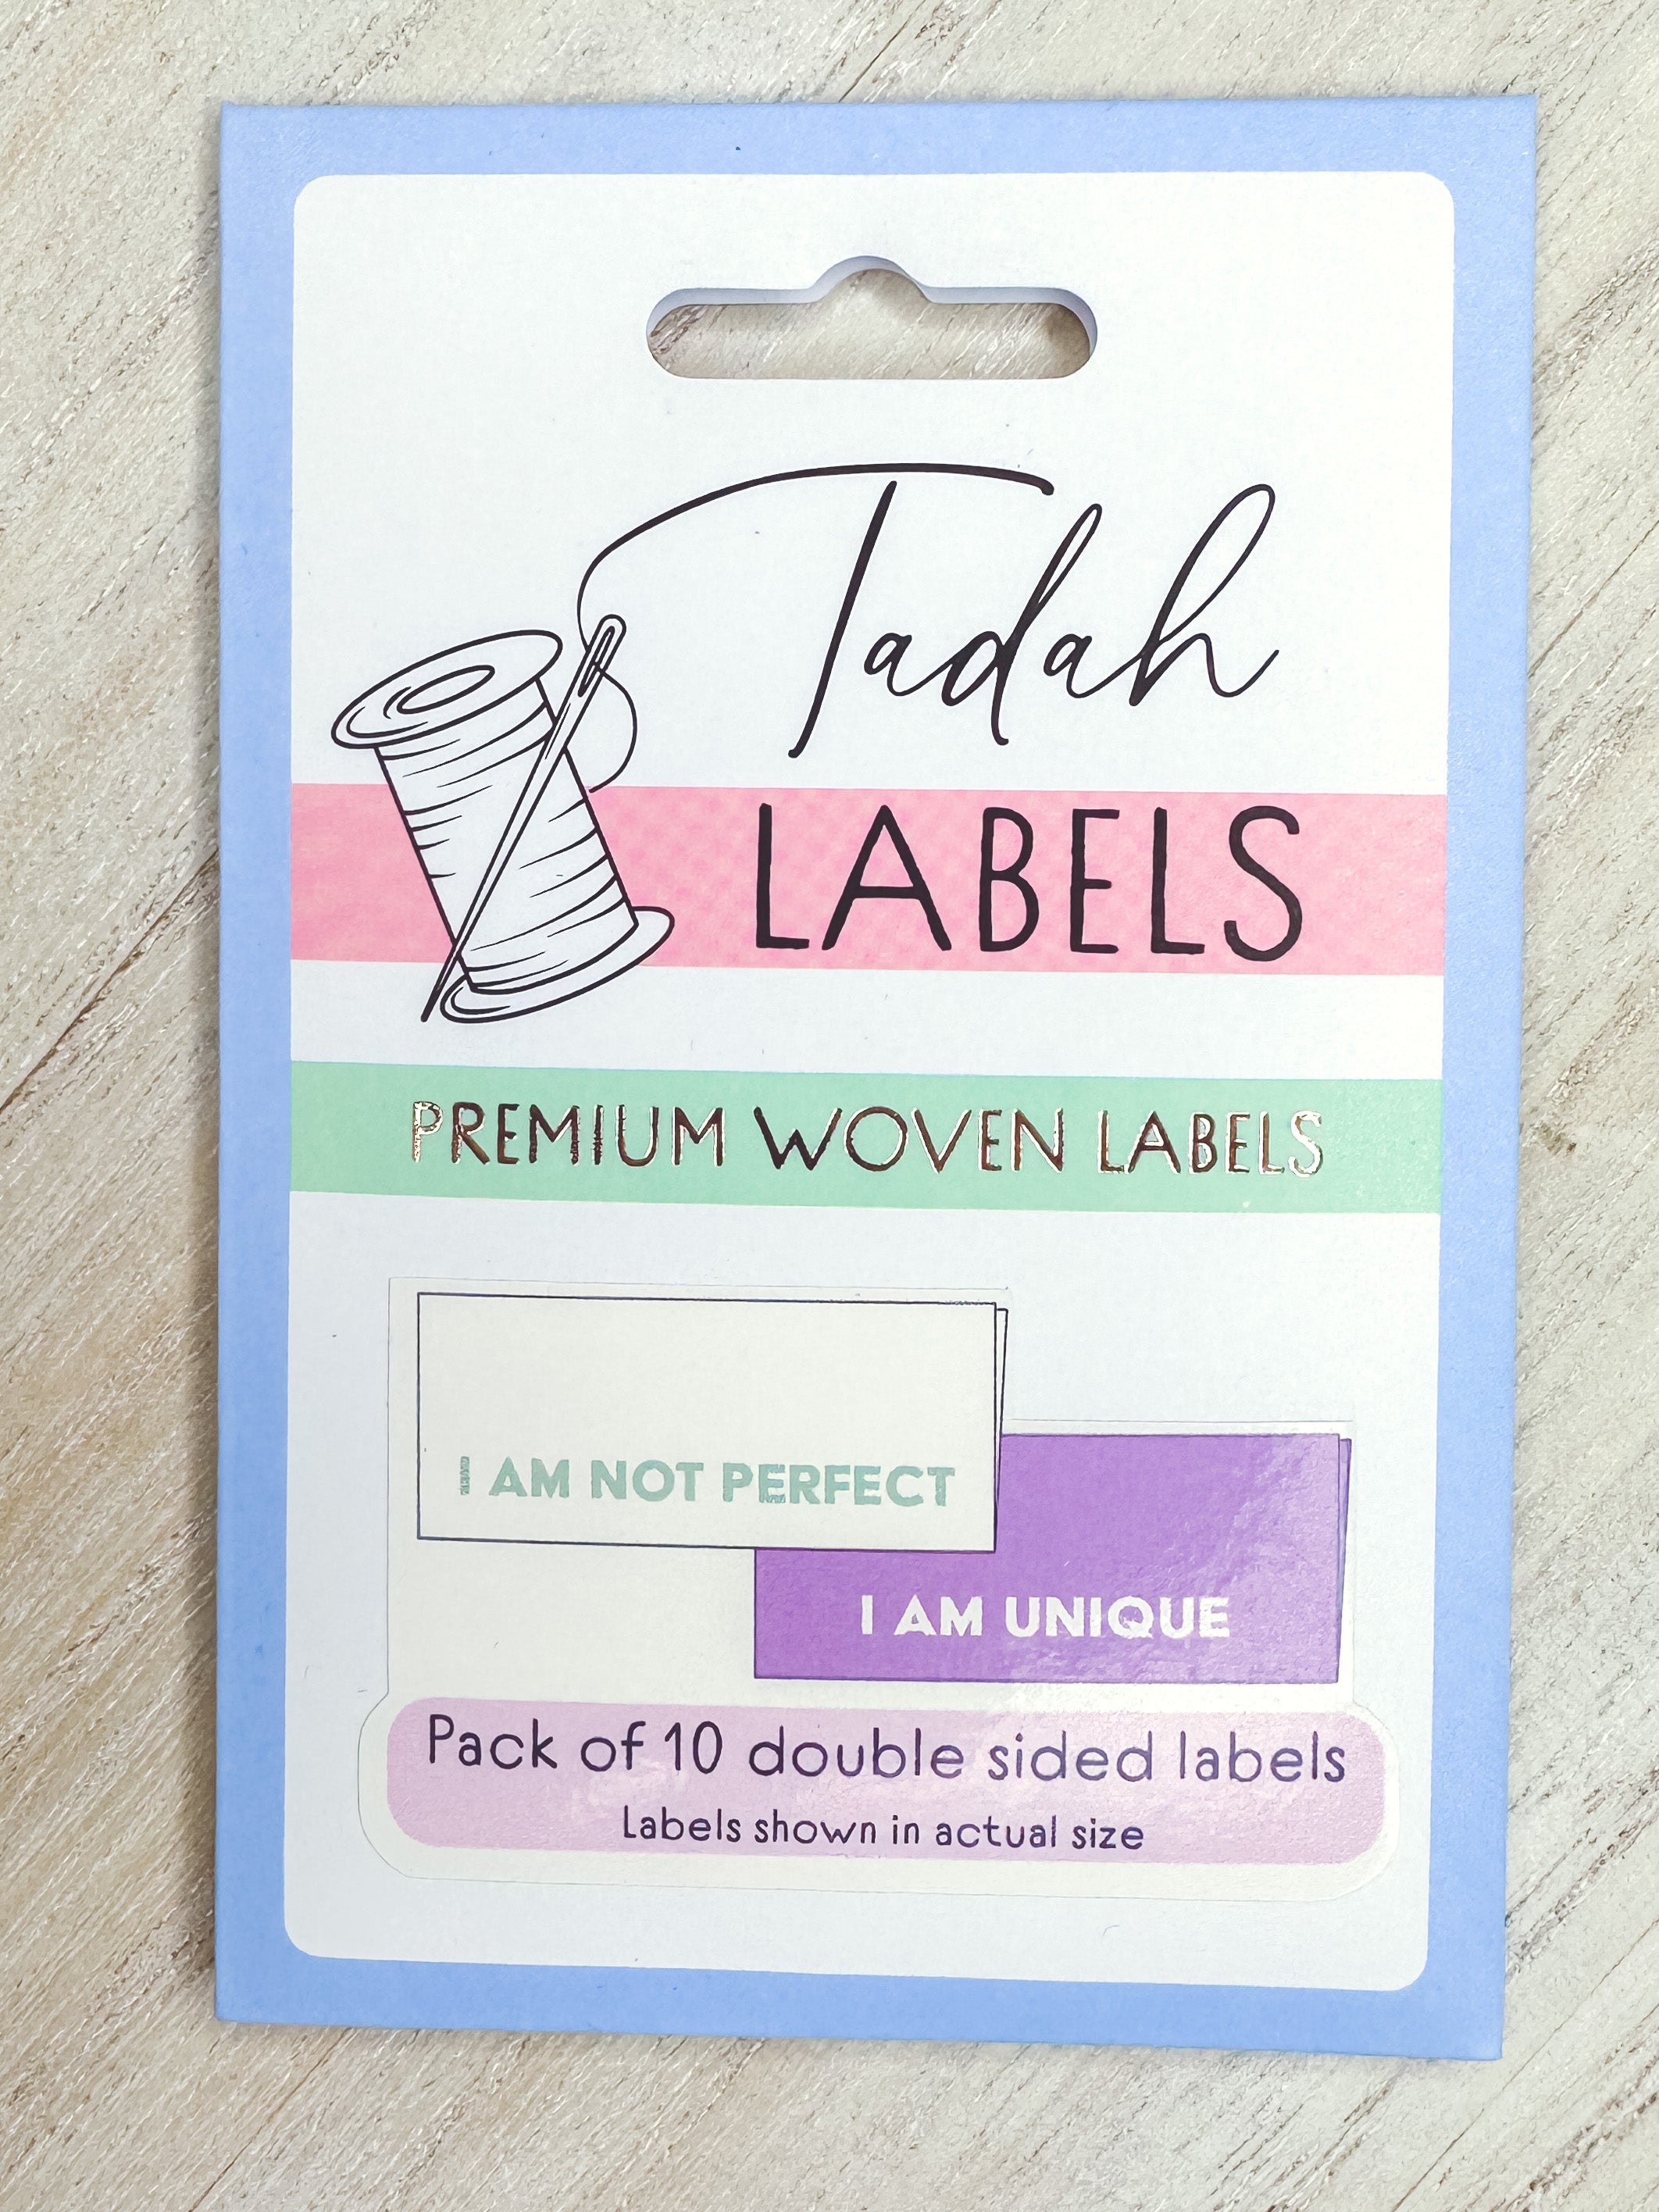 Tadah
LABELS
PREMIUM WOVEN LABELS
I AM NOT PERFECT
I AM UNIQUE
Pack of 10 double sided labels
Labels shown in actual size